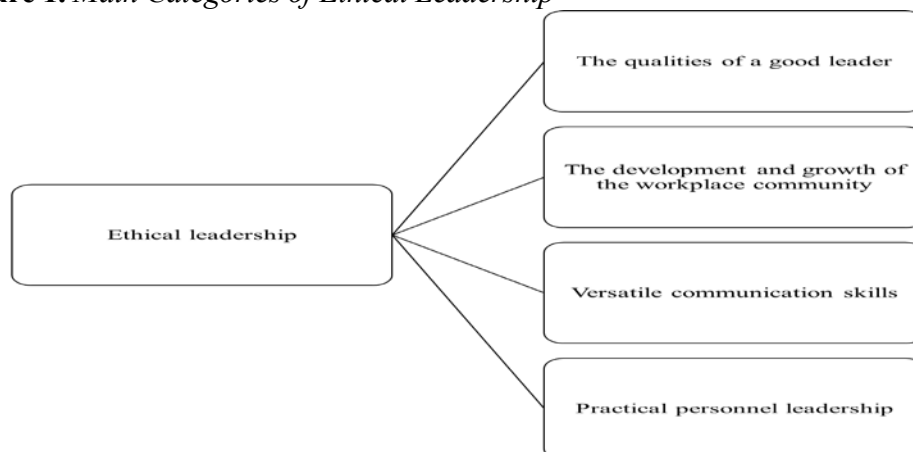 1. Main Categories of Ethical Leadership
The qualities of a good leader
The development and growth of
the workplace community
Ethical leadership
Versatile communication skills
Practical personnel leadership